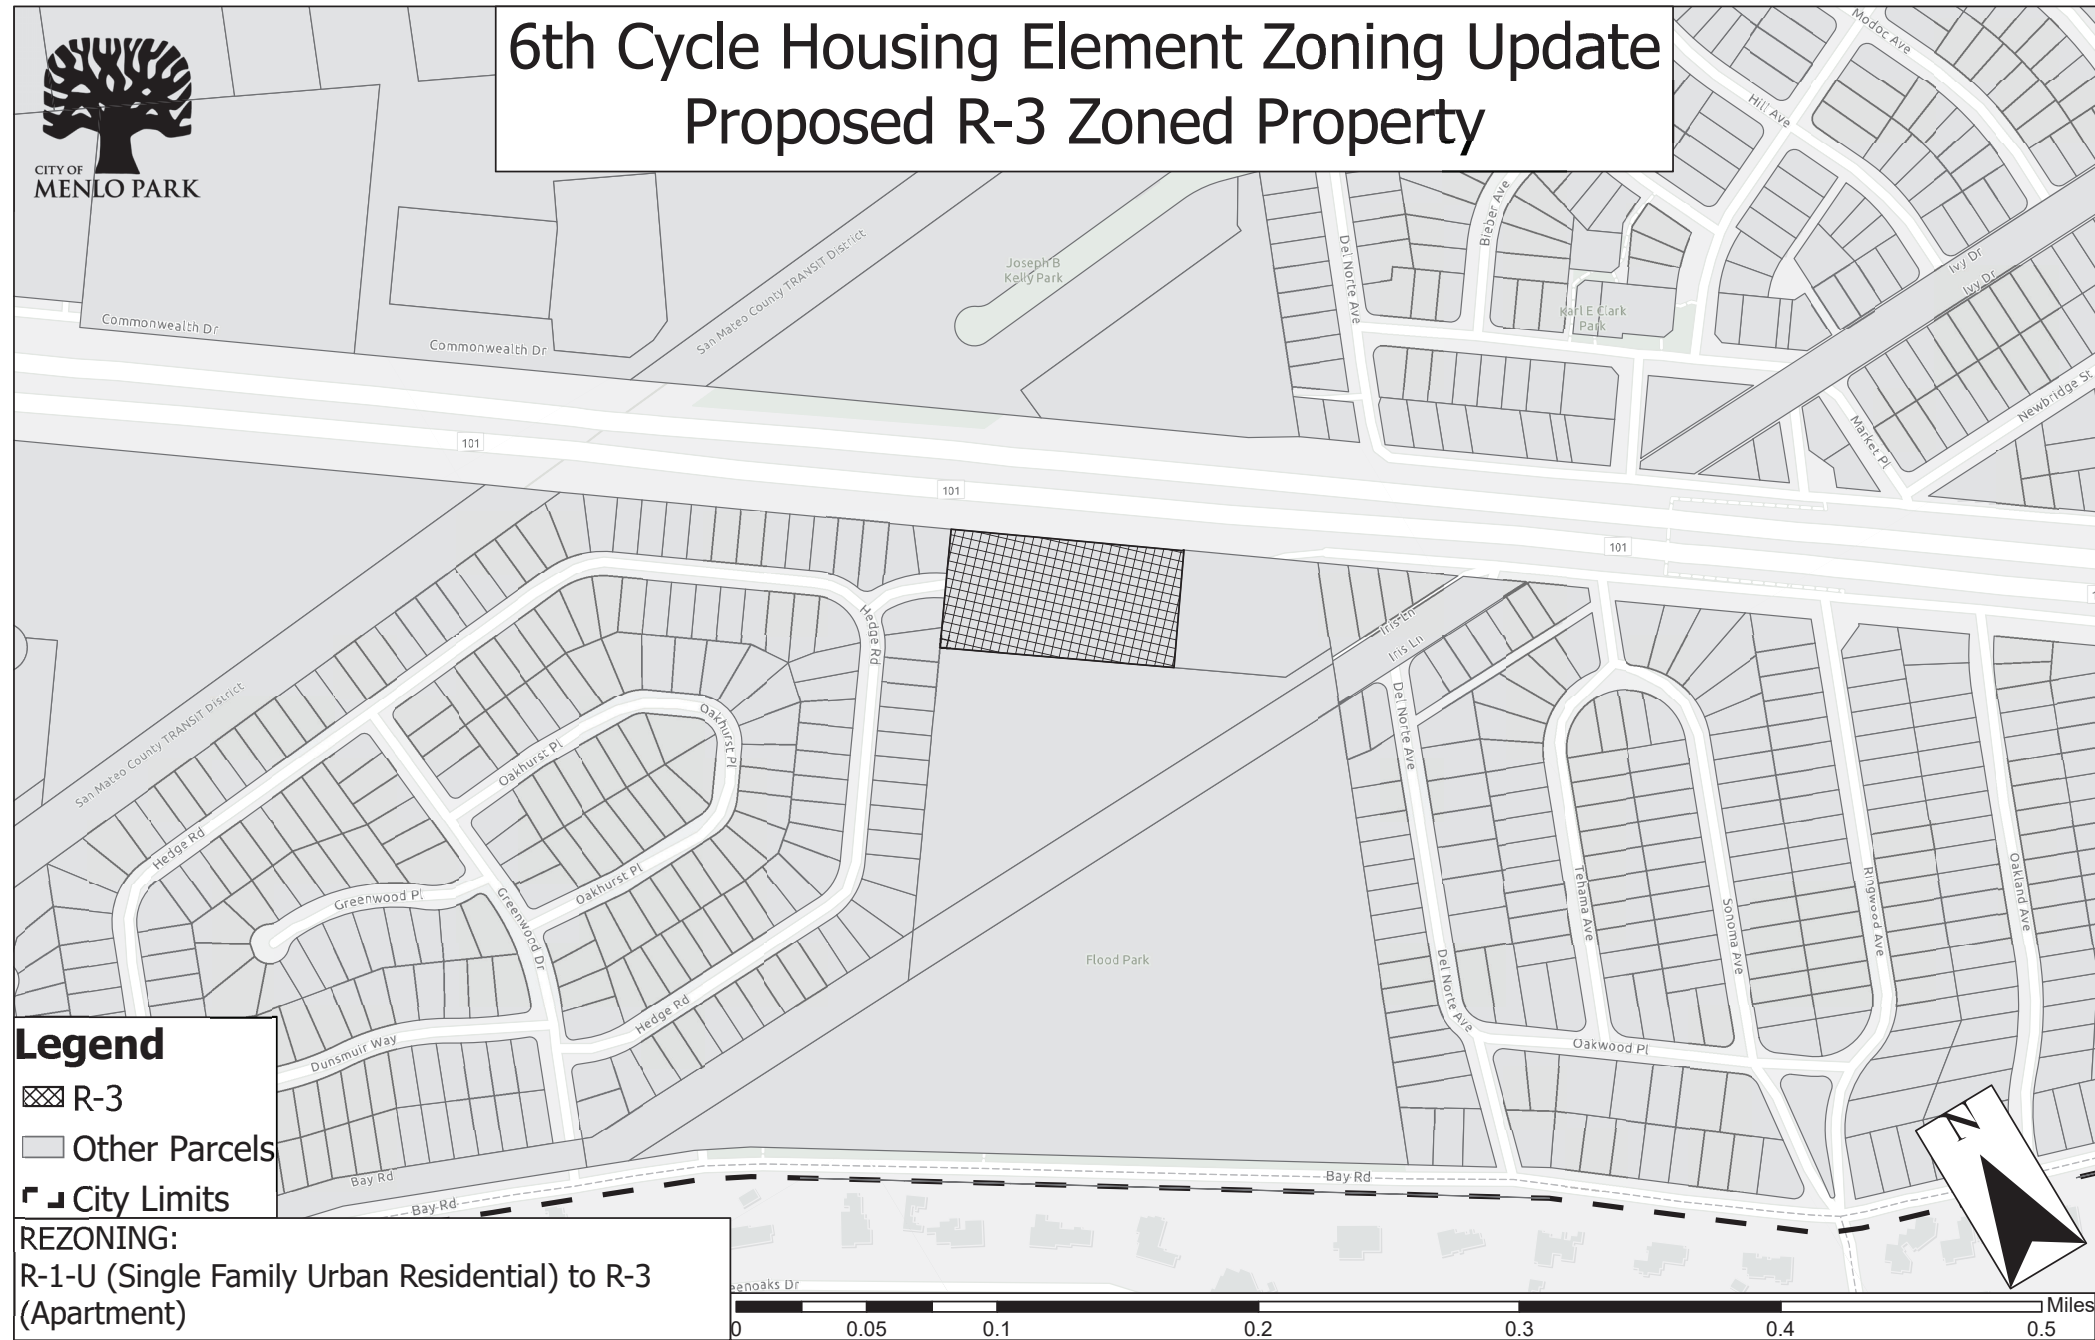 6th Cycle Housing Element Zoning Update
Proposed R-3 Zoned Property
CITY OF
MENLO PARK
Modoc Ave
Hill Ave
Bieber Ave
Del Norte Ave
San Mateo County TRANSIT District
Joseph B
Kelly Park
Karl E Clark
Park
Ivy Dr
Ivy Dr
Commonwealth Dr
Commonwealth Dr
Newbridge St
Market Pl
101
101
101
Hedge Rd
Iris Ln
Iris Ln
Del Norte Ave
San Mateo County TRANSIT District
Oakhurst Pl
Oakhurst Pl
Hedge Rd
Greenwood Pl
Oakhurst Pl
Greenwood Dr
Tehama Ave
Sonoma Ave
Ringwood Ave
Oakland Ave
Flood Park
Del Norte Ave
Hedge Rd
Oakwood Pl
Dunsmuir Way
Legend
R-3
Other Parcels
City Limits
Bay Rd
Bay Rd
Bay Rd
N
REZONING:
R-1-U (Single Family Urban Residential) to R-3
(Apartment)
eenoaks Dr
Miles
0 0.05 0.1 0.2 0.3 0.4 0.5